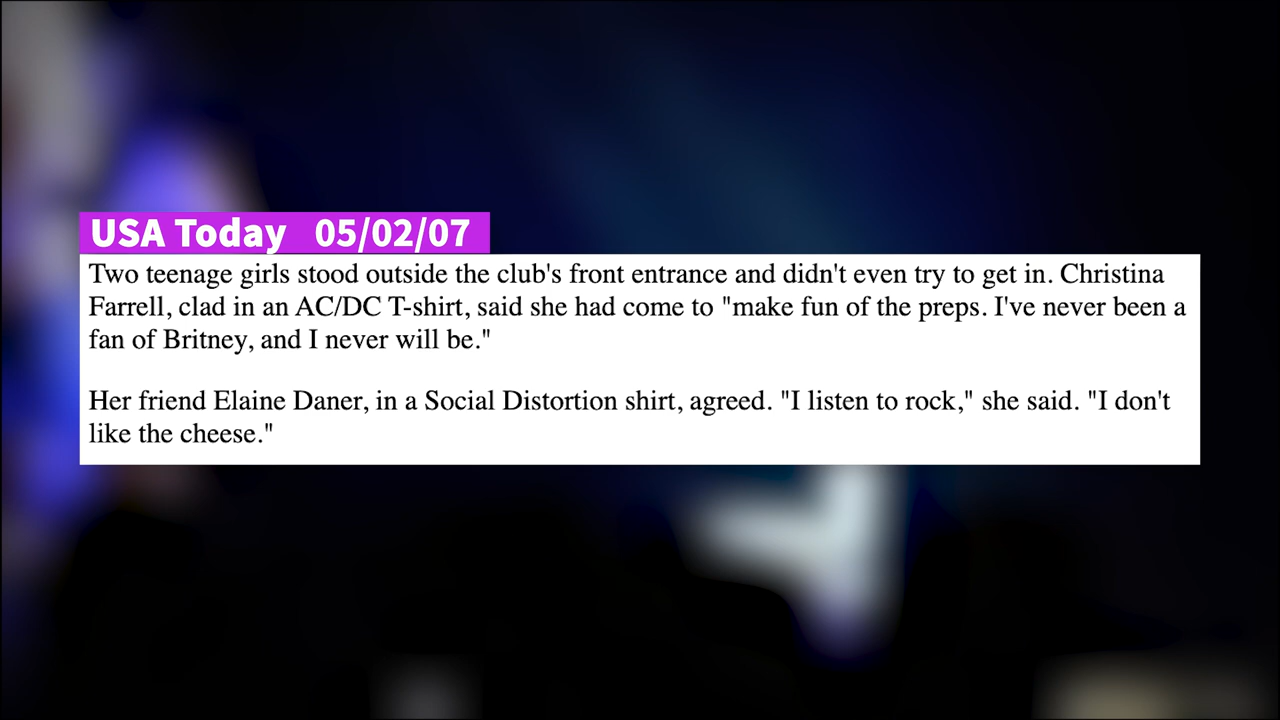 USA Today 05/02/07
Two teenage girls stood outside the club's front entrance and didn't even try to get in. Christina
Farrell, clad in an AC/DC T-shirt, said she had come to "make fun of the preps. I've never been a
fan of Britney, and I never will be."
Her friend Elaine Daner, in a Social Distortion shirt, agreed. "I listen to rock," she said. "I don't
like the cheese."